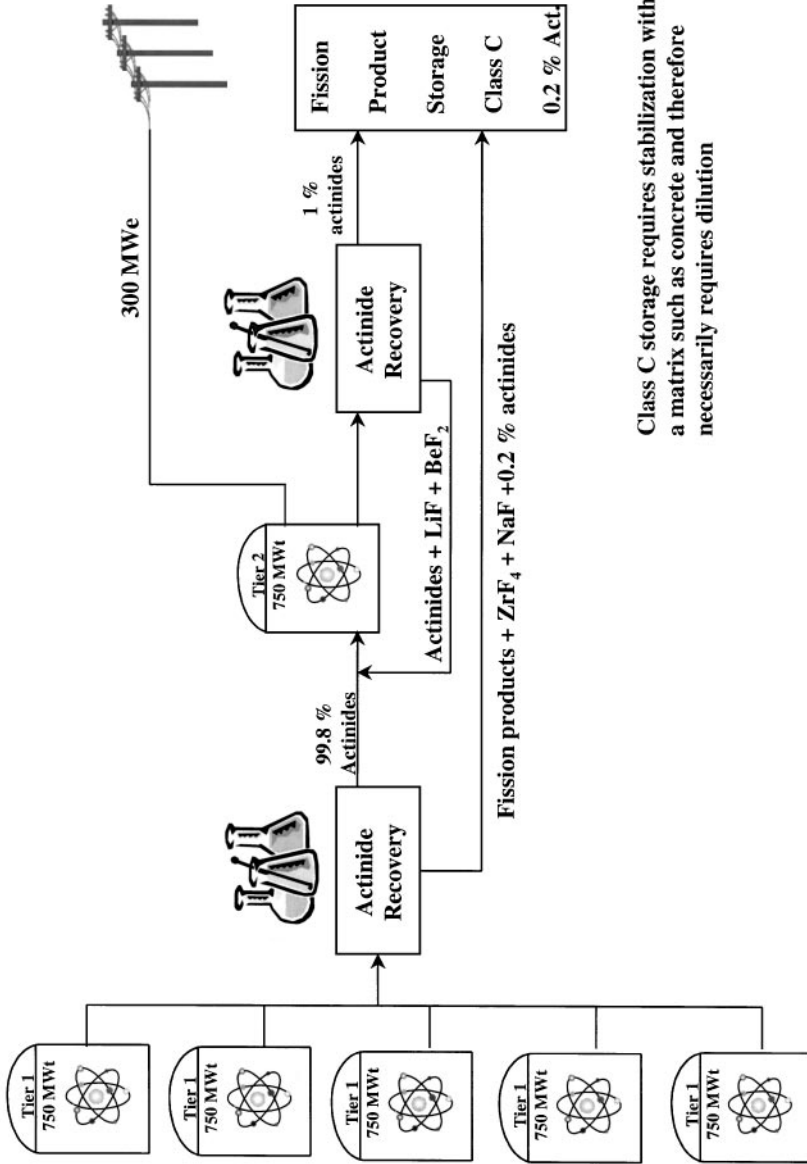 Tier 1
750 MWt
Tier 1
750 MWt
Tier 1
750 MWt
Tier 1
750 MWt
Tier 1
750 MWt
Actinide
Recovery
99.8 %
Actinides
Tier 2
750 MWt
300 MWe
Actinide
Recovery
1 %
actinides
Actinides + LiF + BeF₂
Fission products + ZrF₄ + NaF +0.2 % actinides
Fission
Product
Storage
Class C
0.2 % Act.
Class C storage requires stabilization with
a matrix such as concrete and therefore
necessarily requires dilution